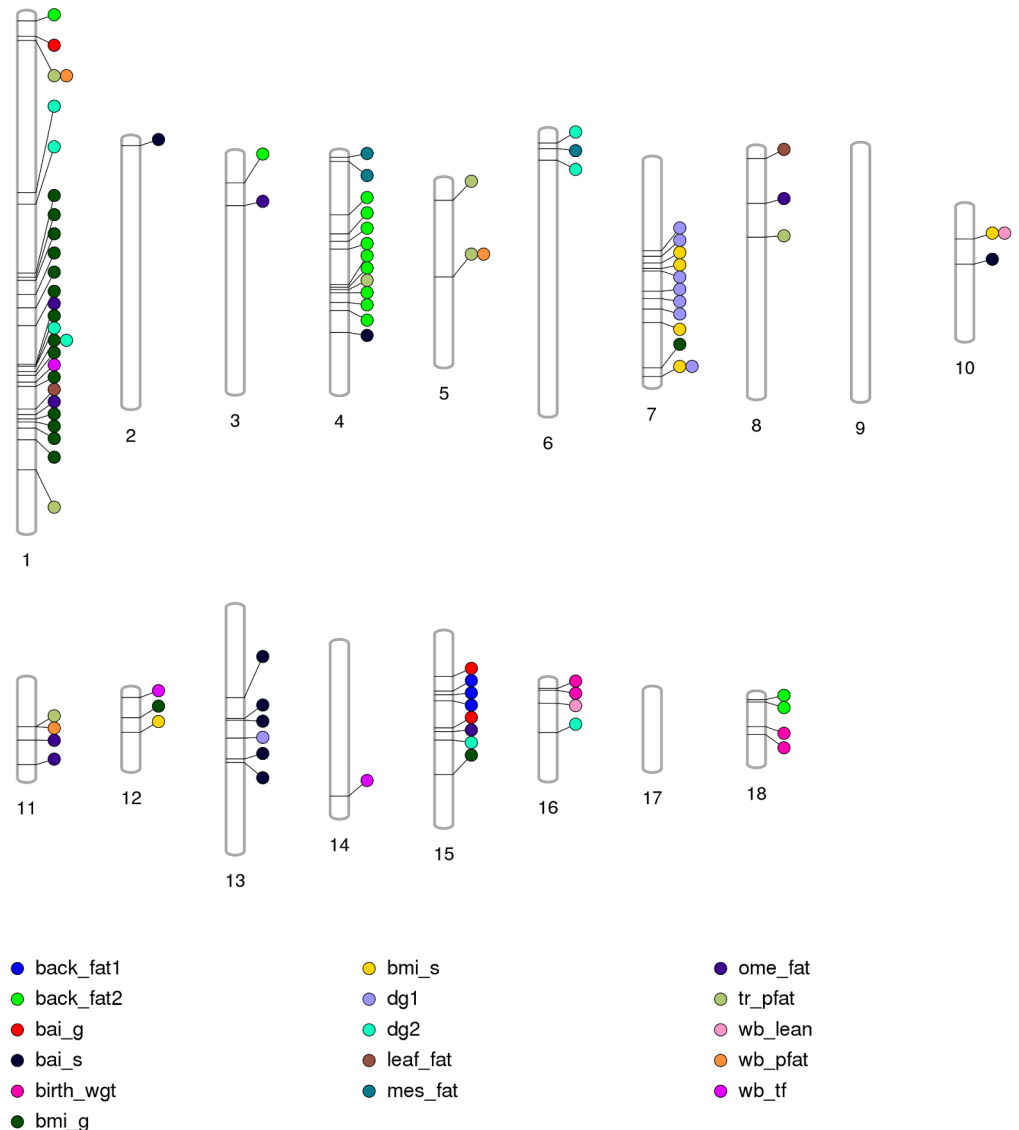 1
2
3
4
5
6
7
8
9
10
11
12
13
14
15
16
17
18
back_fat1
back_fat2
bai_g
bai_s
birth_wgt
bmi_g
bmi_s
dg1
dg2
leaf_fat
mes_fat
ome_fat
tr_pfat
wb_lean
wb_pfat
wb_tf